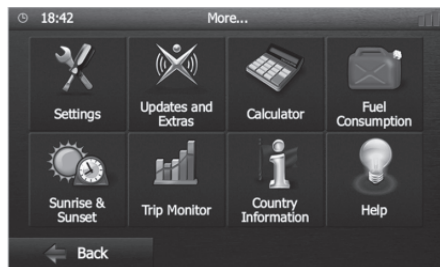 18:42
More...
Settings
Updates and
Extras
Calculator
Fuel
Consumption
Sunrise &
Sunset
Trip Monitor
Country
Information
Help
Back